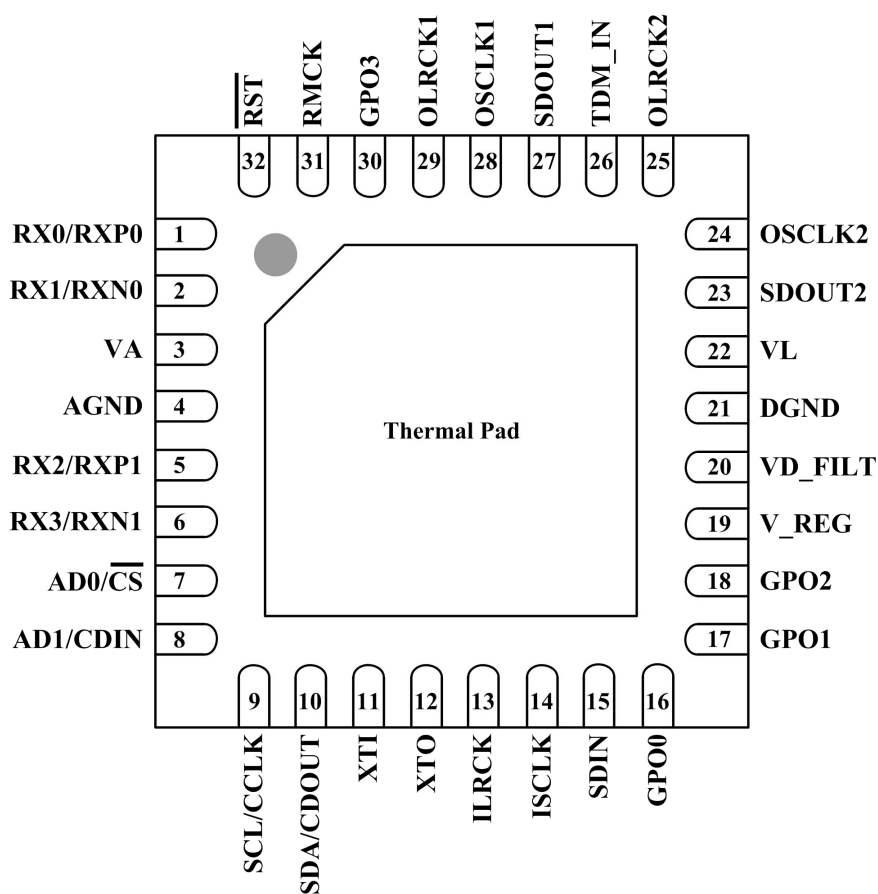 RST
RMCK
GPO3
OLRCK1
OSCLK1
SDOUT1
TDM_IN
OLRCK2
32 31 30 29 28 27 26 25
RX0/RXP0 1
RX1/RXN0 2
VA 3
AGND 4
RX2/RXP1 5
RX3/RXN1 6
AD0/CS 7
AD1/CDIN 8
Thermal Pad
24 OSCLK2
23 SDOUT2
22 VL
21 DGND
20 VD_FILT
19 V_REG
18 GPO2
17 GPO1
9 10 11 12 13 14 15 16
SCL/CCLK
SDA/CDOUT
XTI
XTO
ILRCK
ISCLK
SDIN
GPO0